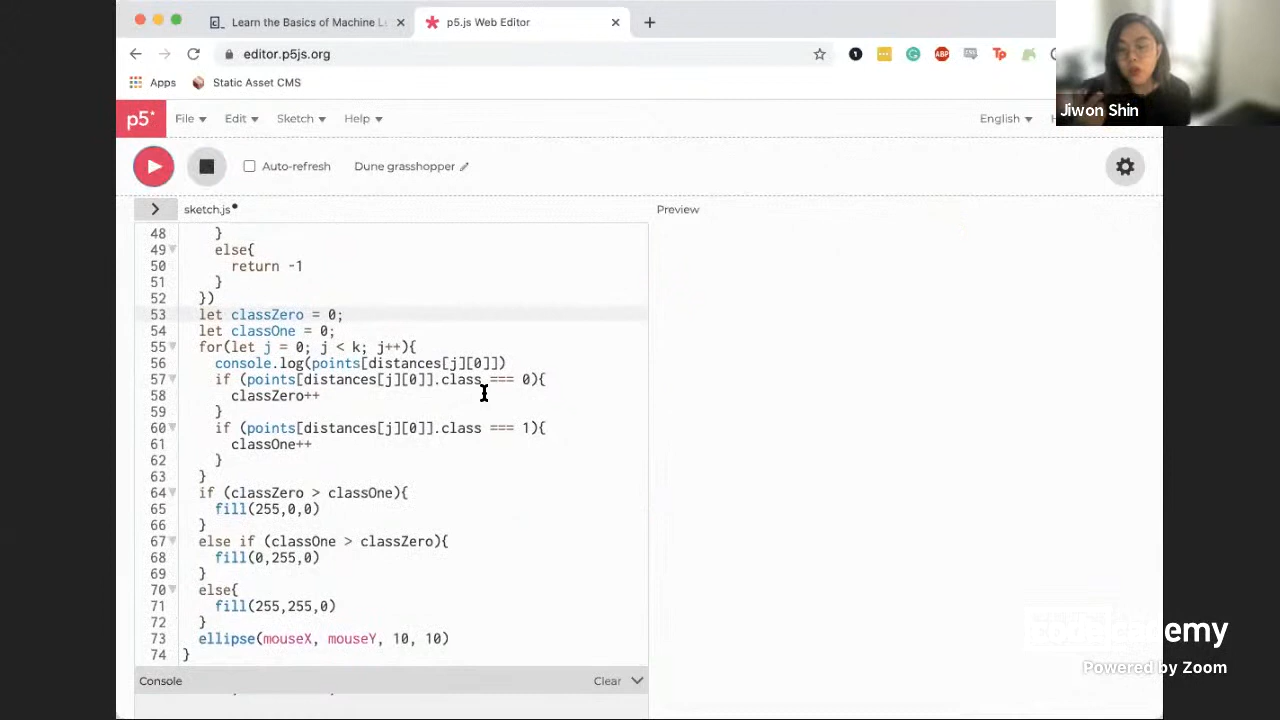 Learn the Basics of Machine L
p5.js Web Editor
editor.p5js.org
ABP
Tp
Apps
Static Asset CMS
Jiwon Shin
p5*
File
Edit
Sketch
Help
English
Auto-refresh
Dune grasshopper
sketch.js
Preview
48 }
49 else{
50 return -1
51 }
52 })
53 let classZero = 0;
54 let classOne = 0;
55 for(let j = 0; j < k; j++){
56 console.log(points[distances[j][0]])
57 if (points[distances[j][0]].class === 0){
58 classZero++
59 }
60 if (points[distances[j][0]].class === 1){
61 classOne++
62 }
63 }
64 if (classZero > classOne){
65 fill(255,0,0)
66 }
67 else if (classOne > classZero){
68 fill(0,255,0)
69 }
70 else{
71 fill(255,255,0)
72 }
73 ellipse(mouseX, mouseY, 10, 10)
74 }
codecademy
Powered by Zoom
Console
Clear